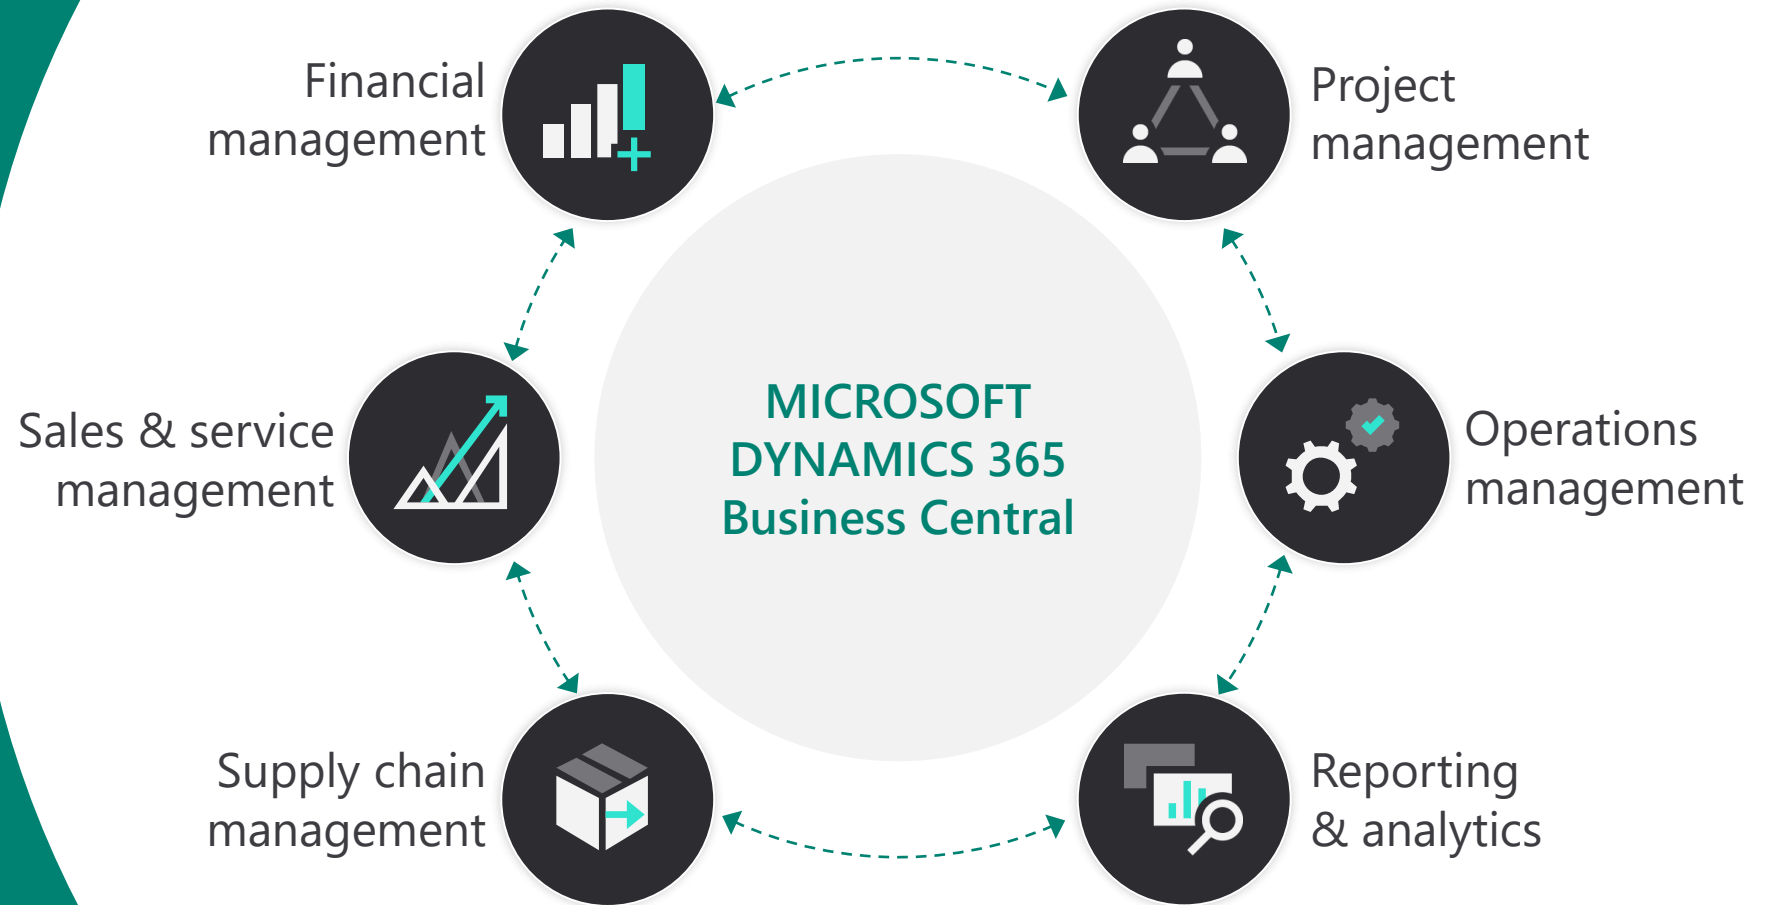 Financial
management
Project
management
Sales & service
management
MICROSOFT
DYNAMICS 365
Business Central
Operations
management
Supply chain
management
Reporting
& analytics